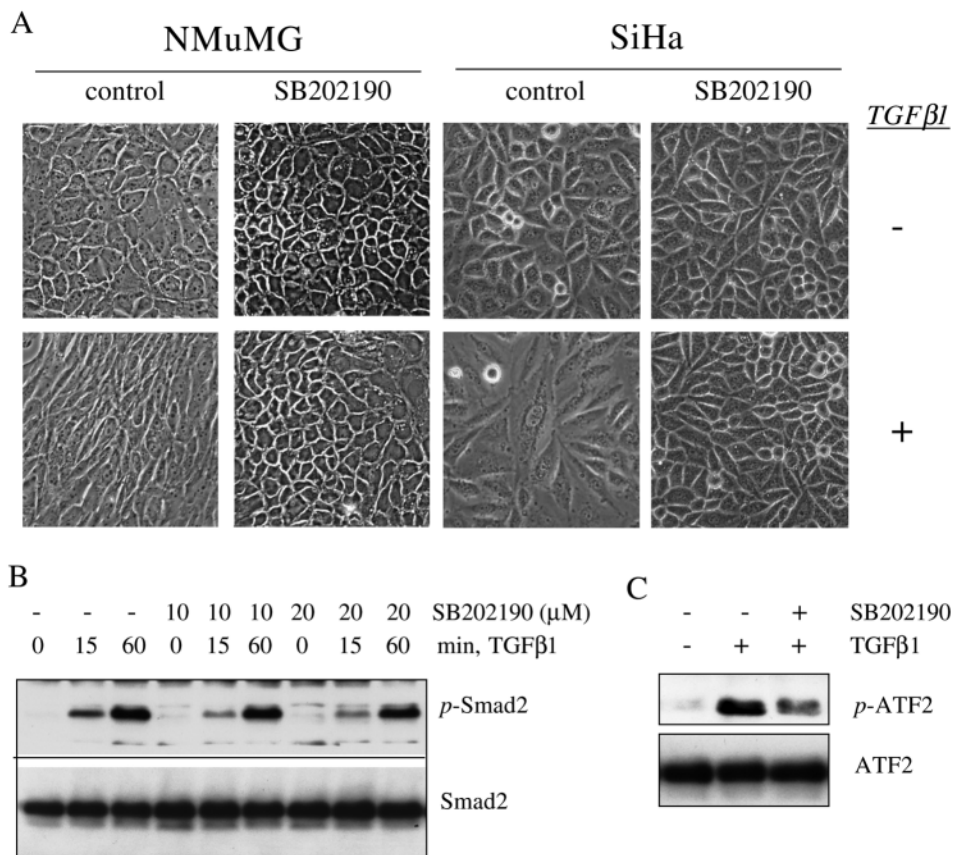 A
NMuMG SiHa
control SB202190 control SB202190 TGFβ1
-
+
B
- - - 10 10 10 20 20 20 SB202190 (μM)
0 15 60 0 15 60 0 15 60 min, TGFβ1
p-Smad2
Smad2
C
- - + SB202190
- + + TGFβ1
p-ATF2
ATF2